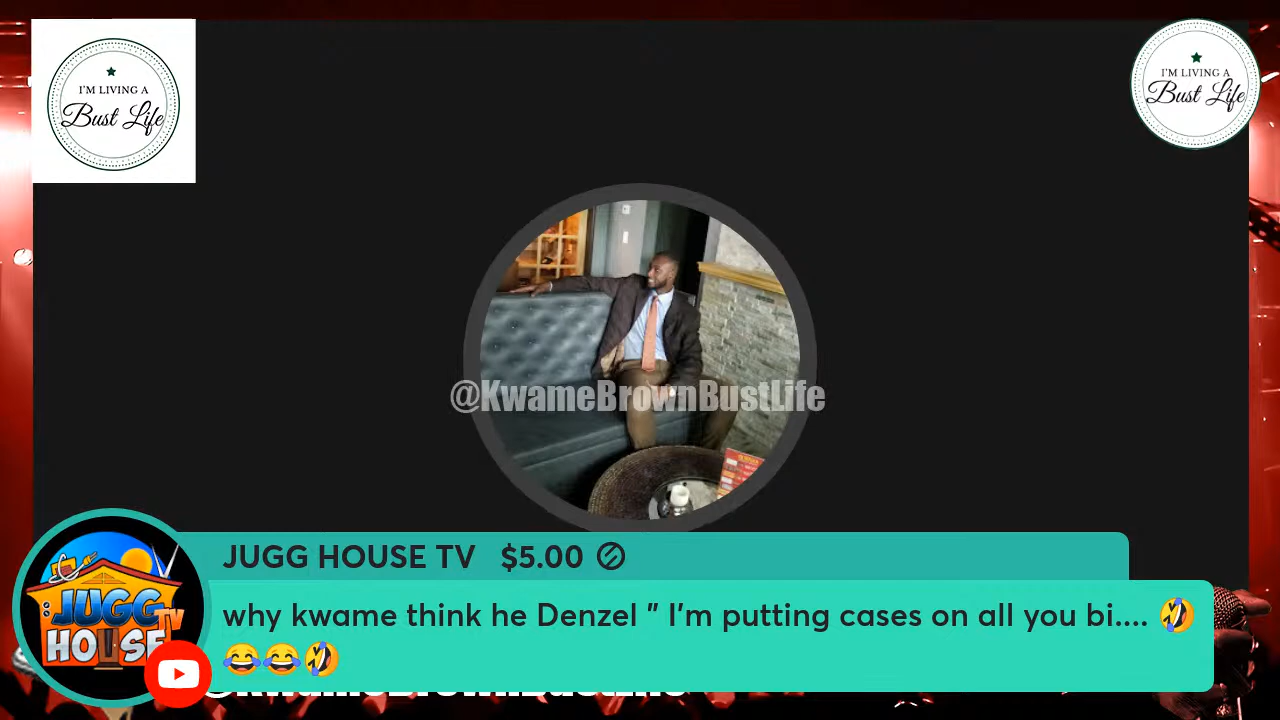 I'M LIVING A
Bust Life
I'M LIVING A
Bust Life
@KwameBrownBustLife
JUGG HOUSE TV $5.00
JUGG
TV
HOUSE
why kwame think he Denzel " I'm putting cases on all you bi.... 🤣
😂😂🤣
@KwameBrownBustLife